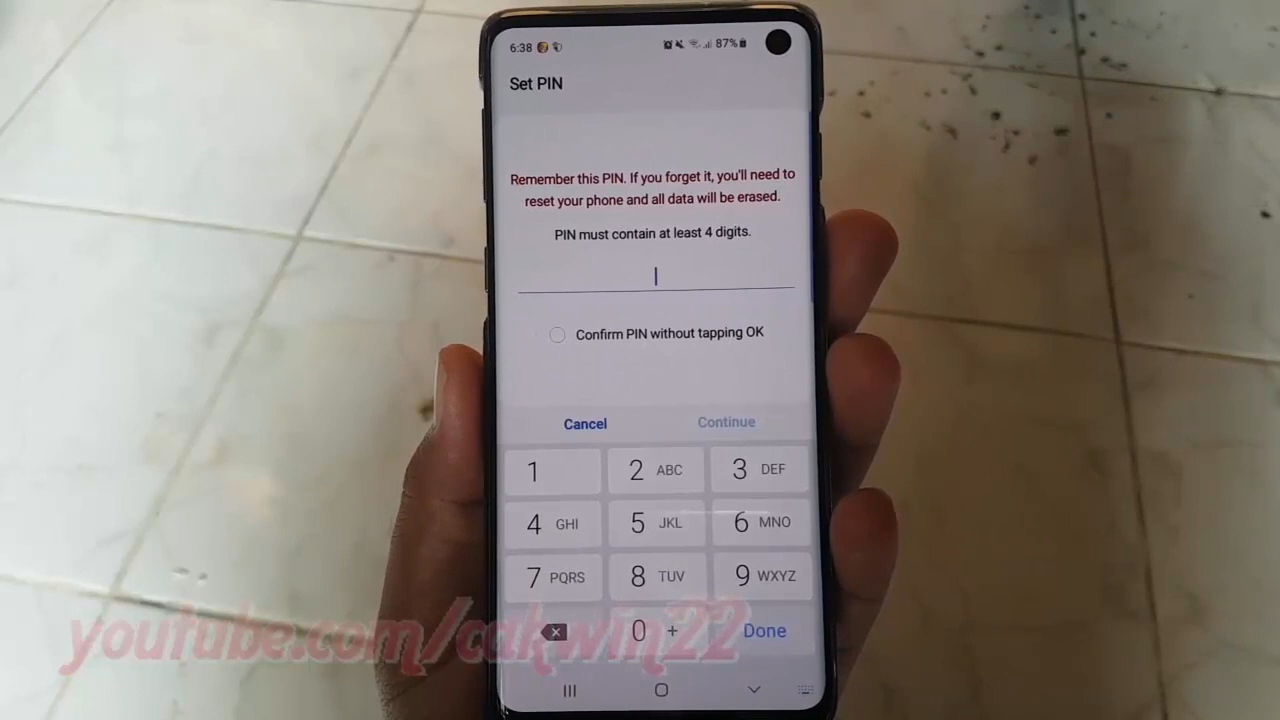 6:38 87%
Set PIN
Remember this PIN. If you forget it, you'll need to
reset your phone and all data will be erased.
PIN must contain at least 4 digits.
Confirm PIN without tapping OK
Cancel Continue
1 2 ABC 3 DEF
4 GHI 5 JKL 6 MNO
7 PQRS 8 TUV 9 WXYZ
0 + Done
youtube.com/cakwin22